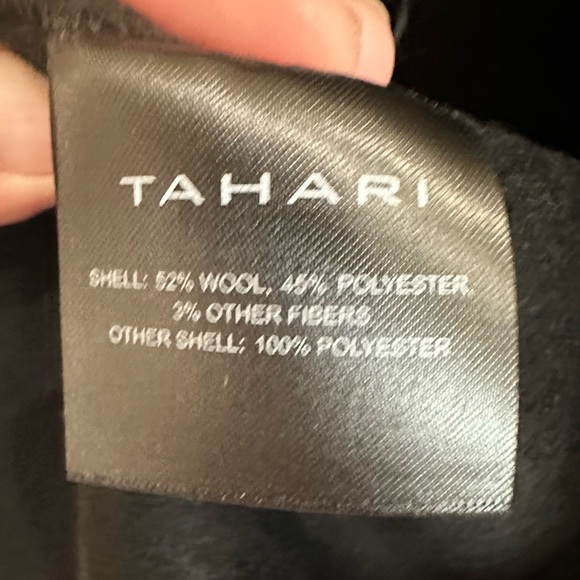 TAHARI
SHELL: 52% WOOL, 45% POLYESTER,
3% OTHER FIBERS
OTHER SHELL: 100% POLYESTER